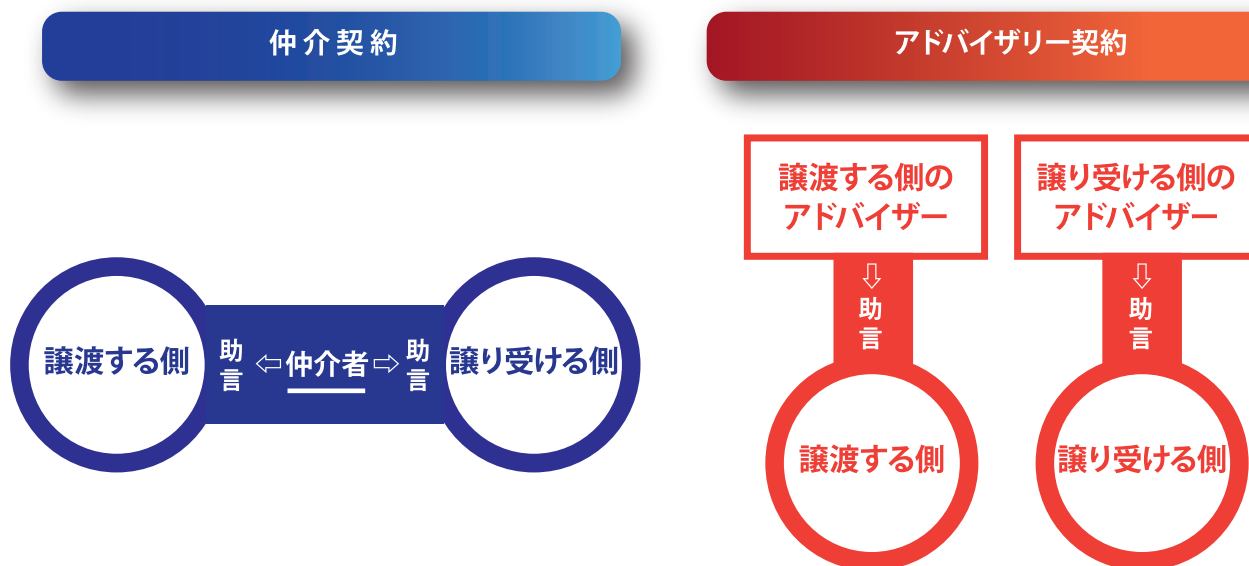 仲介契約
譲渡する側
助言
⇦仲介者⇨
助言
譲り受ける側
アドバイザリー契約
譲渡する側の
アドバイザー
⇩
助言
譲渡する側
譲り受ける側の
アドバイザー
⇩
助言
譲り受ける側